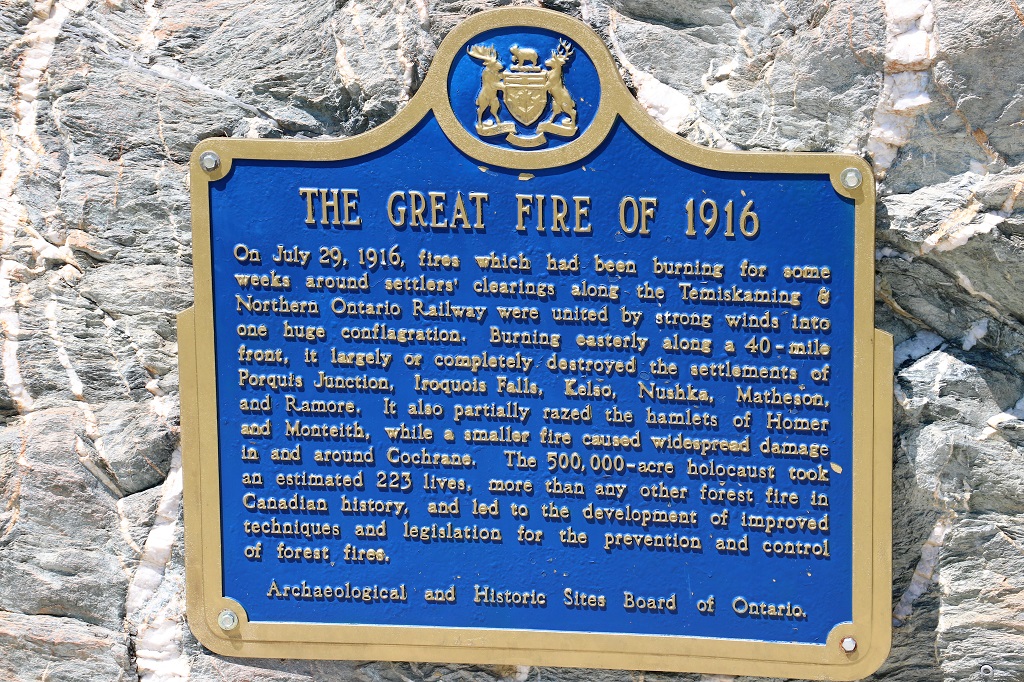 THE GREAT FIRE OF 1916
On July 29, 1916, fires which had been burning for some
weeks around settlers' clearings along the Temiskaming &
Northern Ontario Railway were united by strong winds into
one huge conflagration. Burning easterly along a 40-mile
front, it largely or completely destroyed the settlements of
Porquis Junction, Iroquois Falls, Kelso, Nushka, Matheson,
and Ramore. It also partially razed the hamlets of Homer
and Monteith, while a smaller fire caused widespread damage
in and around Cochrane. The 500,000-acre holocaust took
an estimated 223 lives, more than any other forest fire in
Canadian history, and led to the development of improved
techniques and legislation for the prevention and control
of forest fires.
Archaeological and Historic Sites Board of Ontario.